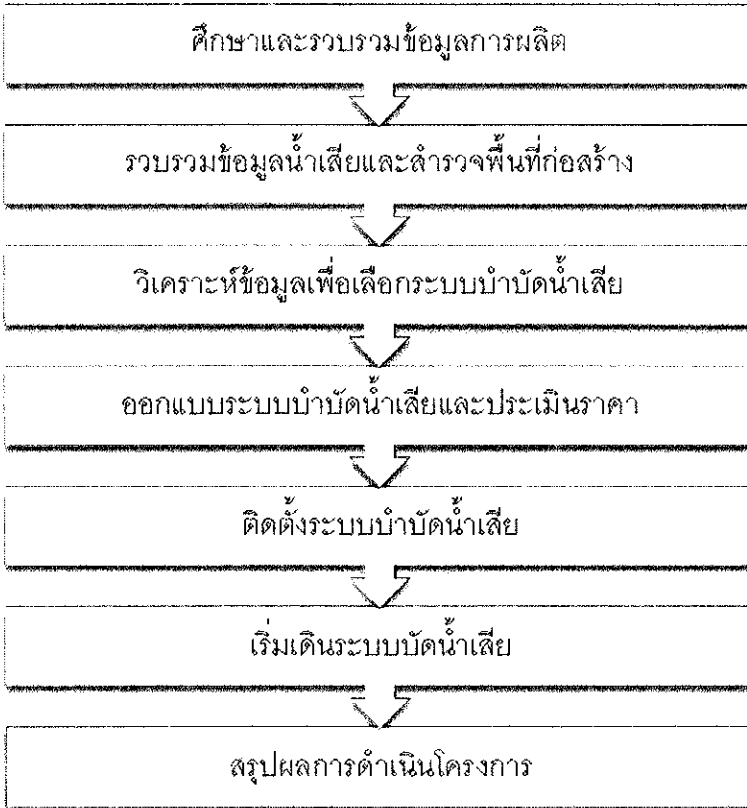 ศึกษาและรวบรวมข้อมูลการผลิต
รวบรวมข้อมูลน้ำเสียและสำรวจพื้นที่ก่อสร้าง
วิเคราะห์ข้อมูลเพื่อเลือกระบบบำบัดน้ำเสีย
ออกแบบระบบบำบัดน้ำเสียและประเมินราคา
ติดตั้งระบบบำบัดน้ำเสีย
เริ่มเดินระบบบัดน้ำเสีย
สรุปผลการดำเนินโครงการ